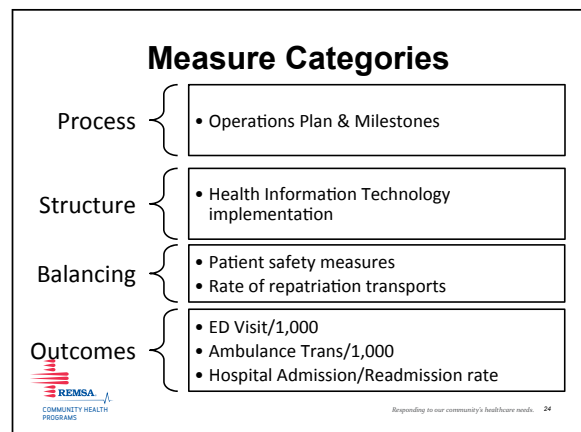 Measure Categories
Process
• Operations Plan & Milestones
Structure
• Health Information Technology
implementation
Balancing
• Patient safety measures
• Rate of repatriation transports
Outcomes
• ED Visit/1,000
• Ambulance Trans/1,000
• Hospital Admission/Readmission rate
REMSA
COMMUNITY HEALTH
PROGRAMS
Responding to our community's healthcare needs. 24